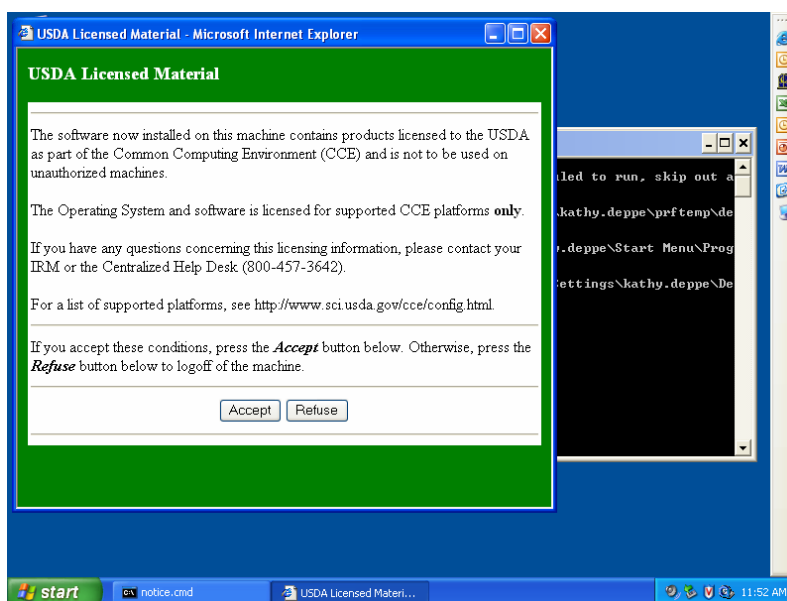 USDA Licensed Material - Microsoft Internet Explorer
USDA Licensed Material
The software now installed on this machine contains products licensed to the USDA
as part of the Common Computing Environment (CCE) and is not to be used on
unauthorized machines.
The Operating System and software is licensed for supported CCE platforms only.
If you have any questions concerning this licensing information, please contact your
IRM or the Centralized Help Desk (800-457-3642).
For a list of supported platforms, see http://www.sci.usda.gov/cce/config.html.
If you accept these conditions, press the Accept button below. Otherwise, press the
Refuse button below to logoff of the machine.
Accept Refuse
led to run, skip out a
\kathy.deppe\prftemp\de
.deppe\Start Menu\Prog
ettings\kathy.deppe\De
start notice.cmd USDA Licensed Materi... 11:52 AM